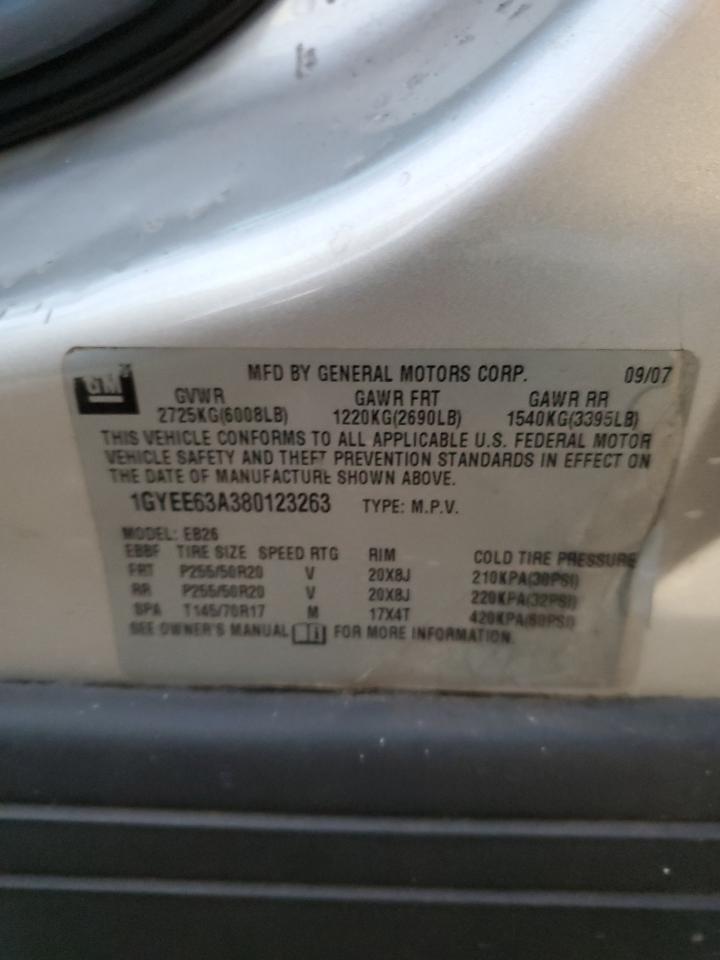 GM
MFD BY GENERAL MOTORS CORP. 09/07
GVWR GAWR FRT GAWR RR
2725KG(6008LB) 1220KG(2690LB) 1540KG(3395LB)
THIS VEHICLE CONFORMS TO ALL APPLICABLE U.S. FEDERAL MOTOR
VEHICLE SAFETY AND THEFT PREVENTION STANDARDS IN EFFECT ON
THE DATE OF MANUFACTURE SHOWN ABOVE.
1GYEE63A380123263 TYPE: M.P.V.
MODEL: EB26
EBBF TIRE SIZE SPEED RTG RIM COLD TIRE PRESSURE
FRT P255/50R20 V 20X8J 210KPA(30PSI)
RR P255/50R20 V 20X8J 220KPA(32PSI)
SPA T145/70R17 M 17X4T 420KPA(60PSI)
SEE OWNER'S MANUAL FOR MORE INFORMATION.